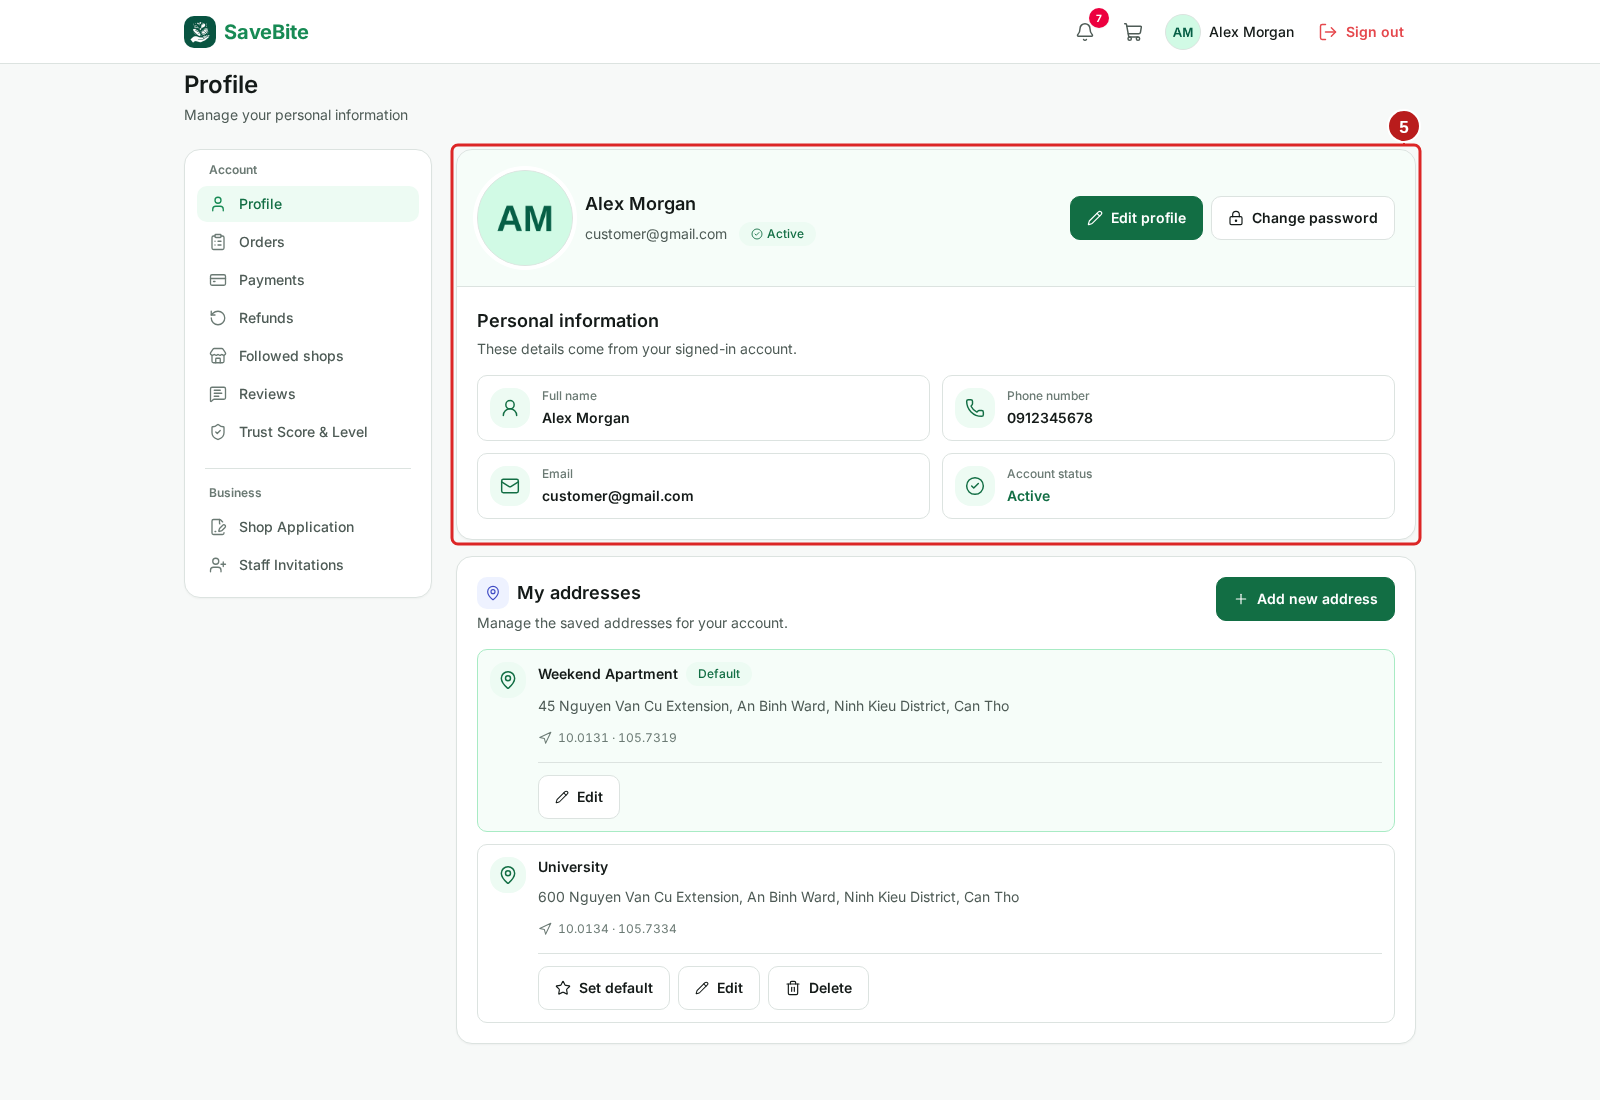 SaveBite
7
AM
Alex Morgan
Sign out
Profile
Manage your personal information
5
Account
Profile
Orders
Payments
Refunds
Followed shops
Reviews
Trust Score & Level
Business
Shop Application
Staff Invitations
AM
Alex Morgan
customer@gmail.com
Active
Edit profile
Change password
Personal information
These details come from your signed-in account.
Full name
Alex Morgan
Phone number
0912345678
Email
customer@gmail.com
Account status
Active
My addresses
Manage the saved addresses for your account.
Add new address
Weekend Apartment
Default
45 Nguyen Van Cu Extension, An Binh Ward, Ninh Kieu District, Can Tho
10.0131 · 105.7319
Edit
University
600 Nguyen Van Cu Extension, An Binh Ward, Ninh Kieu District, Can Tho
10.0134 · 105.7334
Set default
Edit
Delete